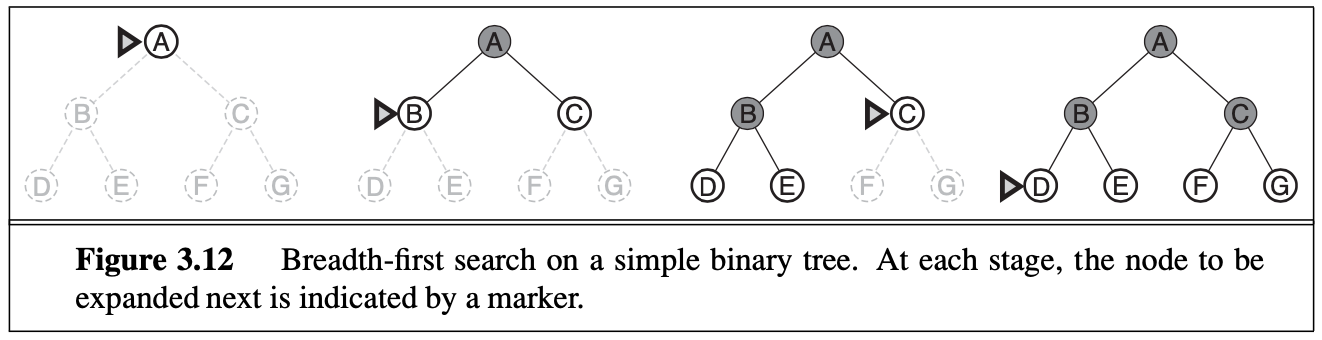 A A A A
B C B C B C B C
D E F G D E F G D E F G D E F G
Figure 3.12 Breadth-first search on a simple binary tree. At each stage, the node to be
expanded next is indicated by a marker.